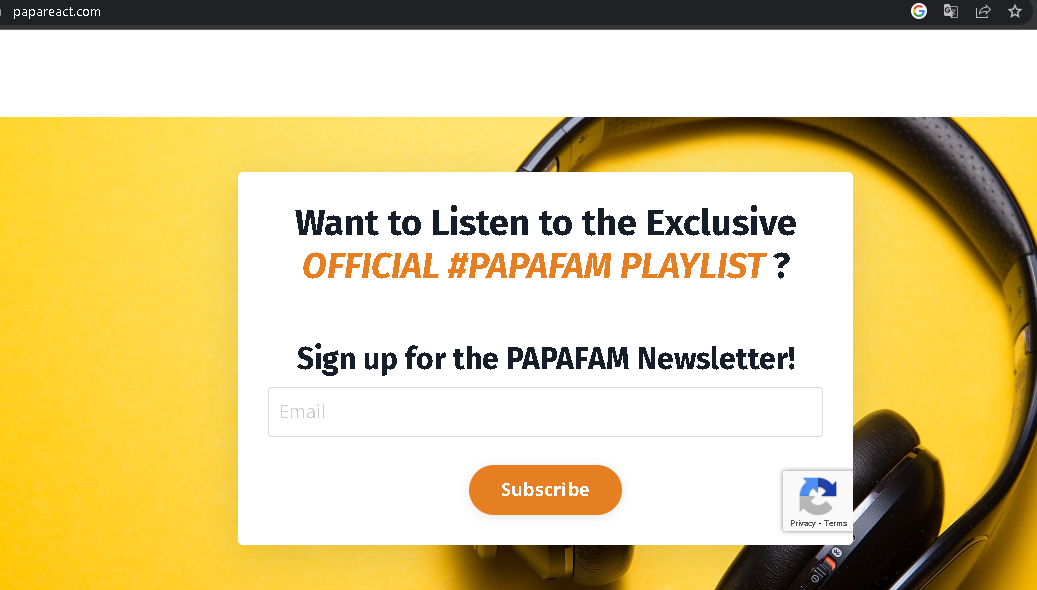 papareact.com
Want to Listen to the Exclusive
OFFICIAL #PAPAFAM PLAYLIST ?
Sign up for the PAPAFAM Newsletter!
Email
Subscribe
Privacy - Terms